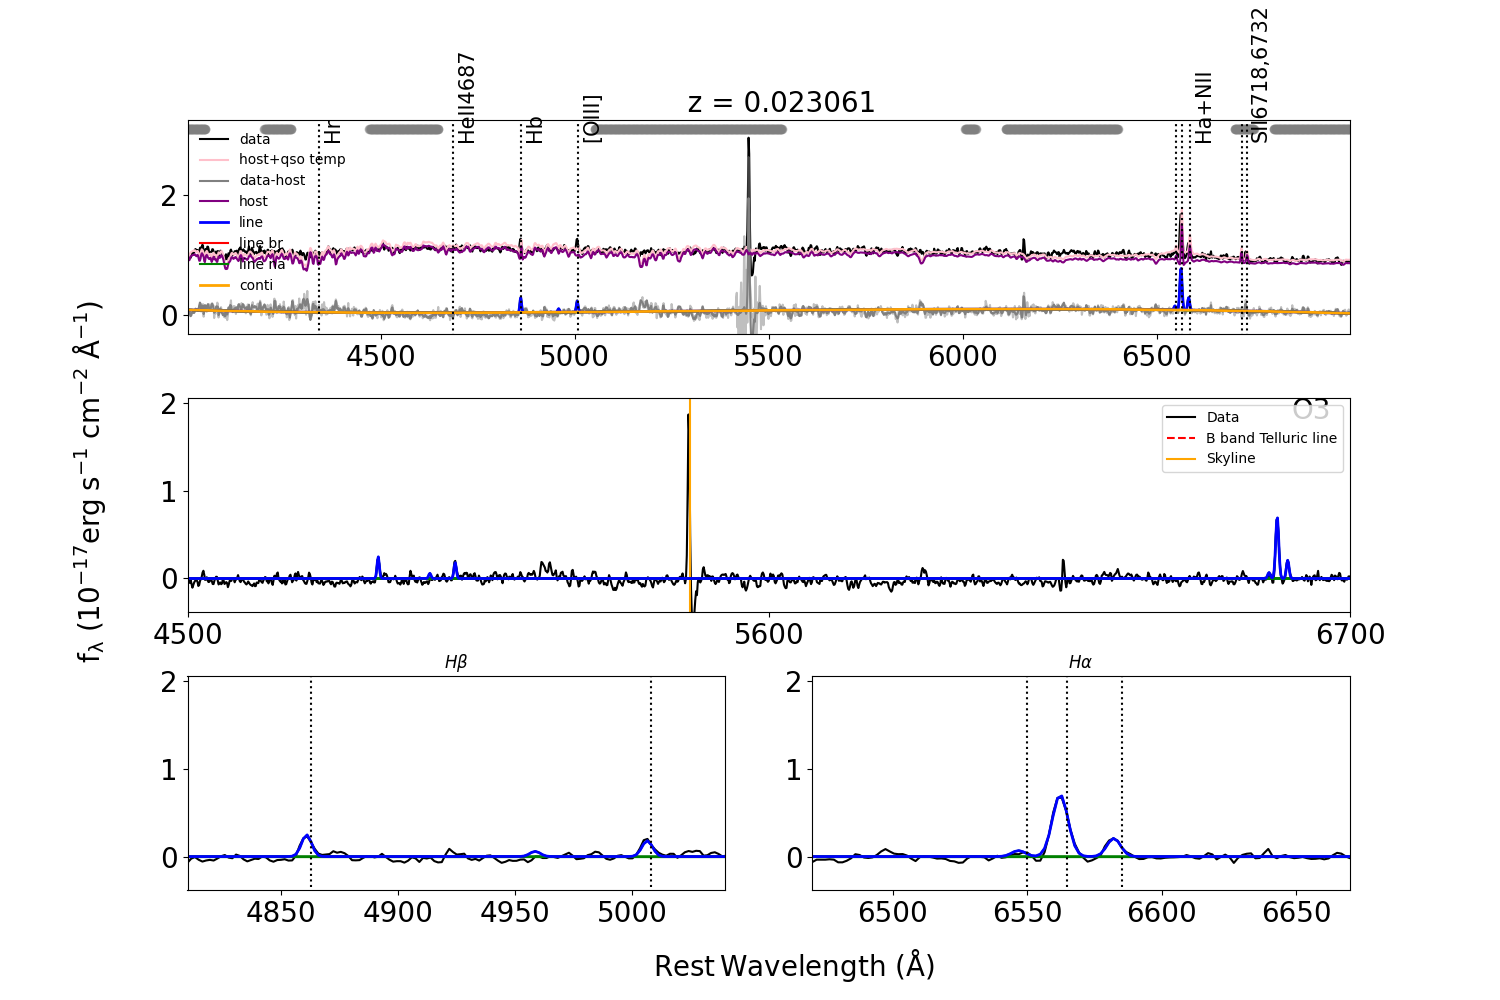 z = 0.023061
Hr
HeII4687
Hb
[OIII]
Ha+NII
SII6718,6732
data
host+qso temp
data-host
host
line
line br
line na
conti
2
0
4500 5000 5500 6000 6500
O3
Data
B band Telluric line
Skyline
2
1
0
4500 5600 6700
Hβ
2
1
0
4850 4900 4950 5000
Hα
2
1
0
6500 6550 6600 6650
fλ (10⁻¹⁷erg s⁻¹ cm⁻² Å⁻¹)
Rest Wavelength (Å)